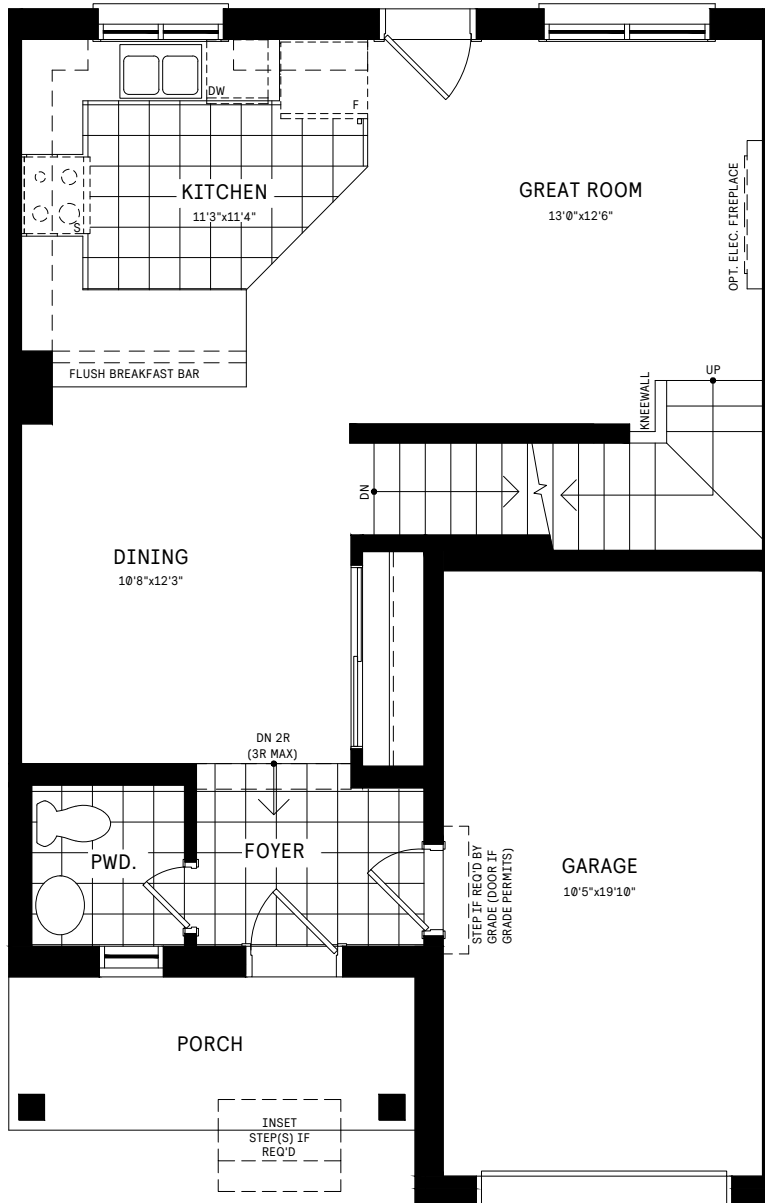 DW
F
KITCHEN
11'3"x11'4"
S
GREAT ROOM
13'0"x12'6"
OPT. ELEC. FIREPLACE
FLUSH BREAKFAST BAR
KNEEWALL
UP
DN
DINING
10'8"x12'3"
DN 2R
(3R MAX)
PWD.
FOYER
STEP IF REQ'D BY
GRADE (DOOR IF
GRADE PERMITS)
GARAGE
10'5"x19'10"
PORCH
INSET
STEP(S) IF
REQ'D